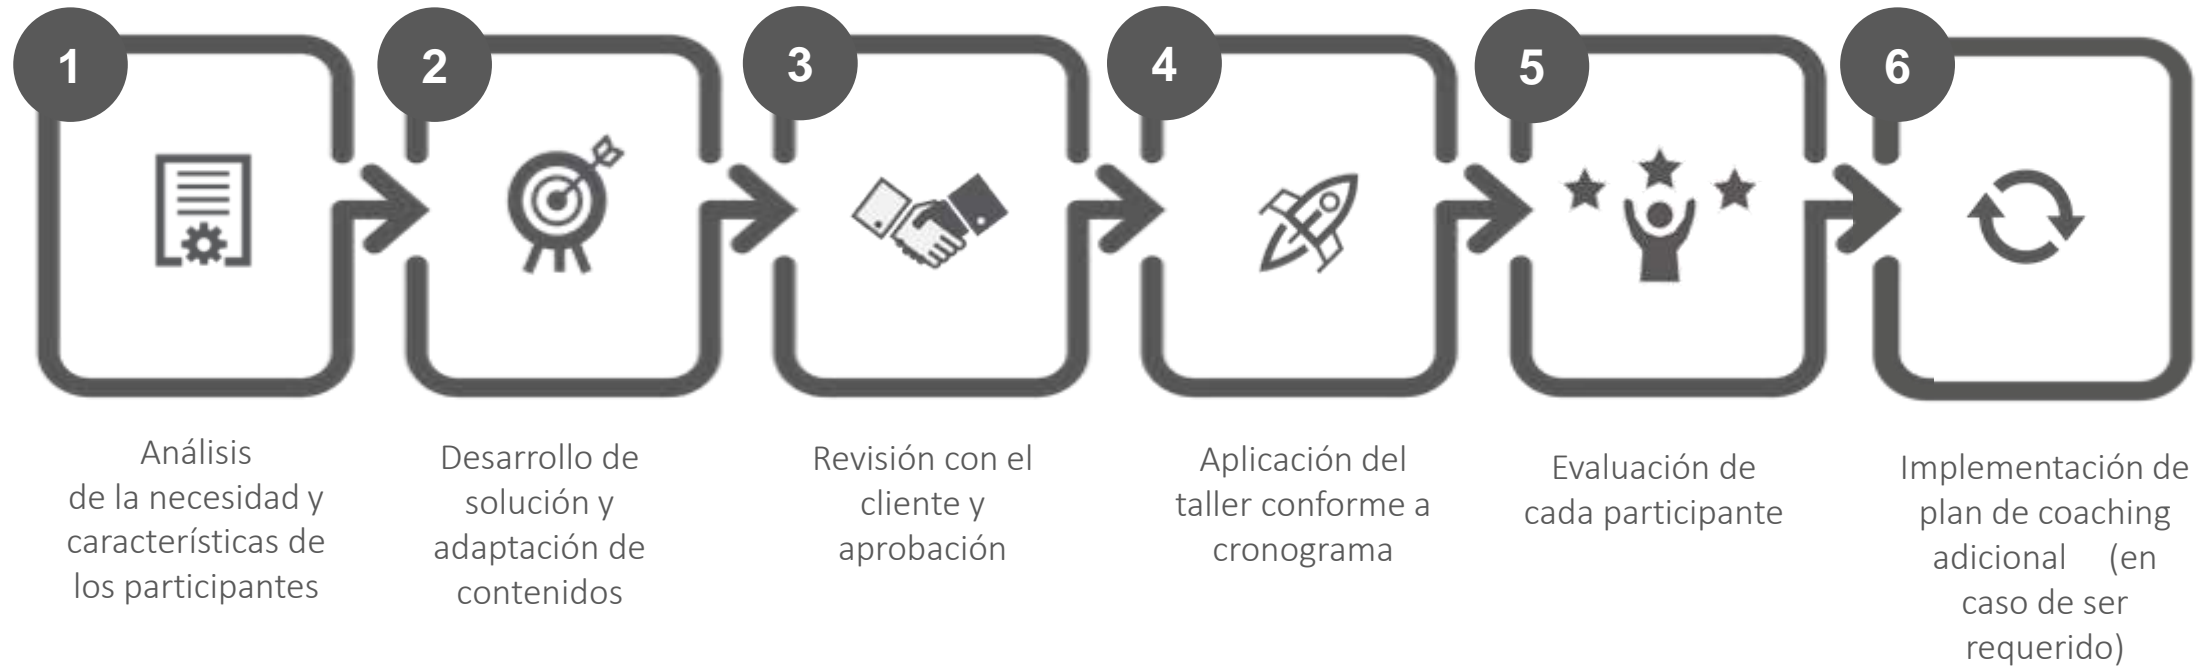 1
Análisis
de la necesidad y
características de
los participantes
2
Desarrollo de
solución y
adaptación de
contenidos
3
Revisión con el
cliente y
aprobación
4
Aplicación del
taller conforme a
cronograma
5
Evaluación de
cada participante
6
Implementación de
plan de coaching
adicional (en
caso de ser
requerido)